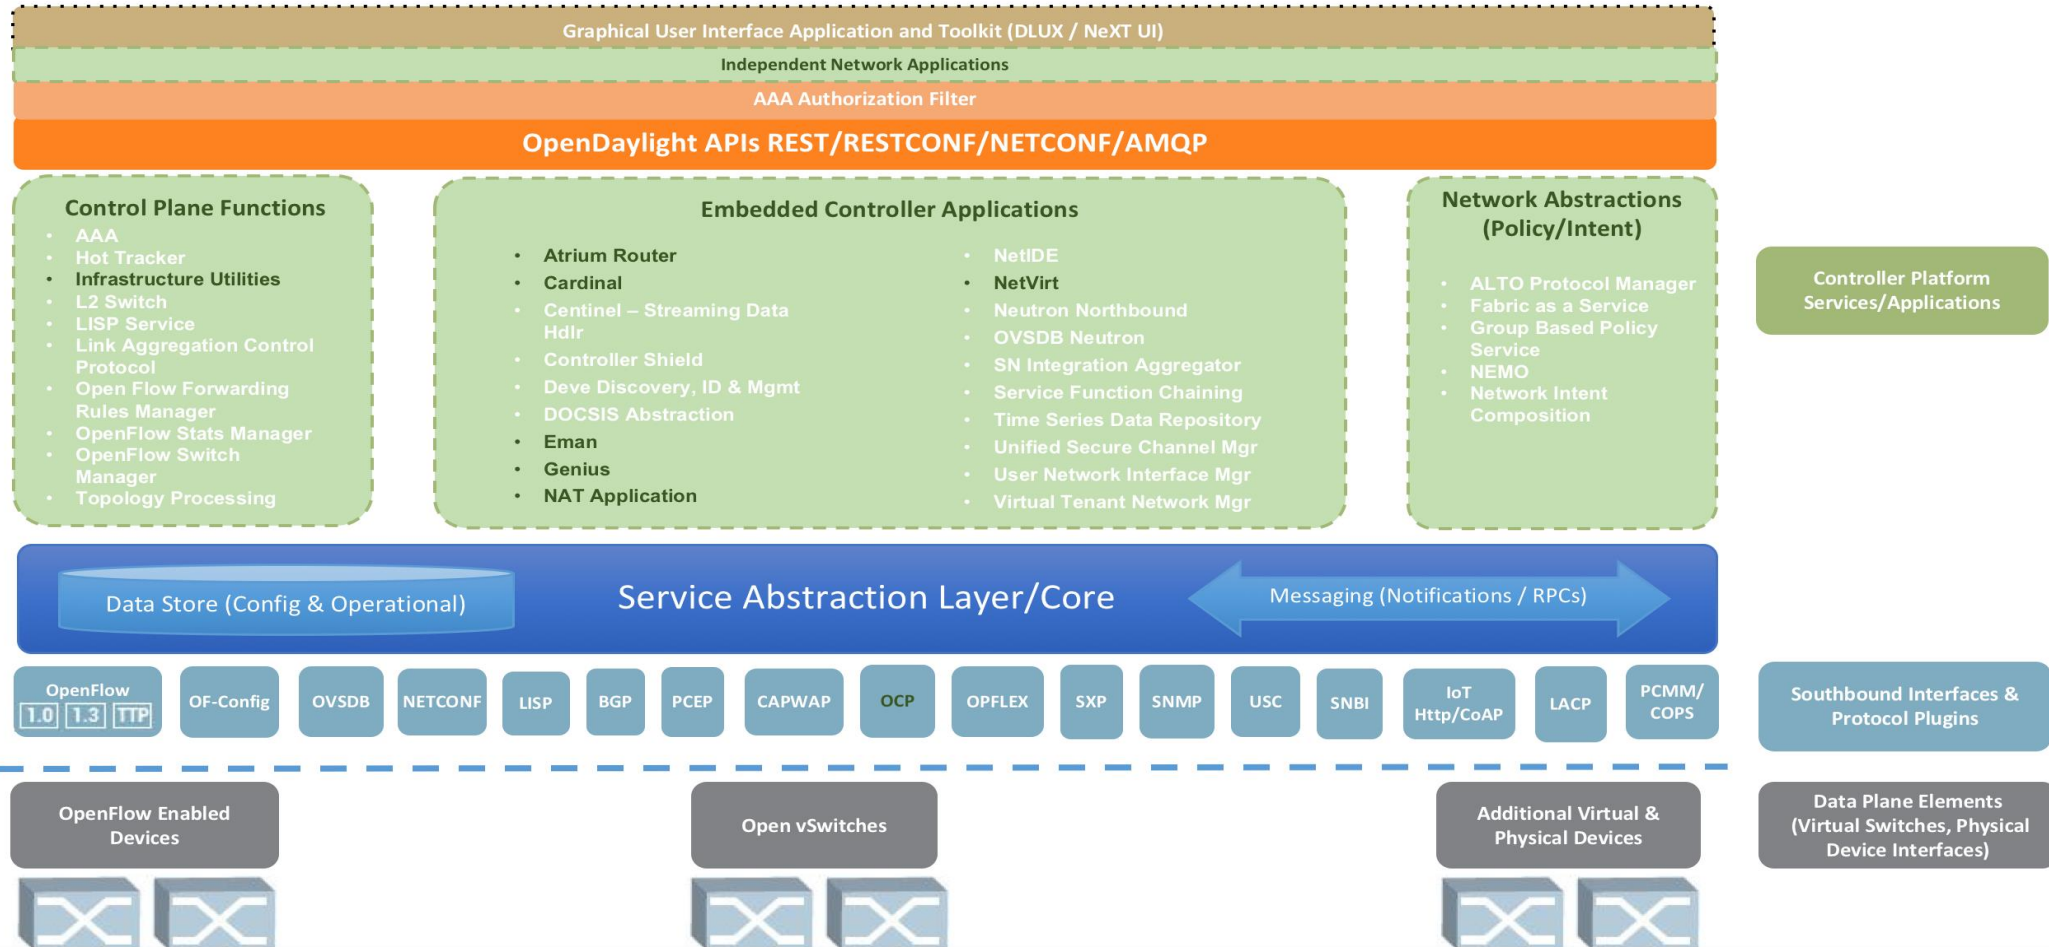 Graphical User Interface Application and Toolkit (DLUX / NeXT UI)
Independent Network Applications
AAA Authorization Filter
OpenDaylight APIs REST/RESTCONF/NETCONF/AMQP
Control Plane Functions
• AAA
• Hot Tracker
• Infrastructure Utilities
• L2 Switch
• LISP Service
• Link Aggregation Control
Protocol
• Open Flow Forwarding
Rules Manager
• OpenFlow Stats Manager
• OpenFlow Switch
Manager
• Topology Processing
Embedded Controller Applications
• Atrium Router
• Cardinal
• Centinel – Streaming Data
Hdlr
• Controller Shield
• Deve Discovery, ID & Mgmt
• DOCSIS Abstraction
• Eman
• Genius
• NAT Application
• NetIDE
• NetVirt
• Neutron Northbound
• OVSDB Neutron
• SN Integration Aggregator
• Service Function Chaining
• Time Series Data Repository
• Unified Secure Channel Mgr
• User Network Interface Mgr
• Virtual Tenant Network Mgr
Network Abstractions
(Policy/Intent)
• ALTO Protocol Manager
• Fabric as a Service
• Group Based Policy
Service
• NEMO
• Network Intent
Composition
Controller Platform
Services/Applications
Data Store (Config & Operational)
Service Abstraction Layer/Core
Messaging (Notifications / RPCs)
OpenFlow
1.0 1.3 TTP
OF-Config
OVSDB
NETCONF
LISP
BGP
PCEP
CAPWAP
OCP
OPFLEX
SXP
SNMP
USC
SNBI
IoT
Http/CoAP
LACP
PCMM/
COPS
Southbound Interfaces &
Protocol Plugins
OpenFlow Enabled
Devices
Open vSwitches
Additional Virtual &
Physical Devices
Data Plane Elements
(Virtual Switches, Physical
Device Interfaces)